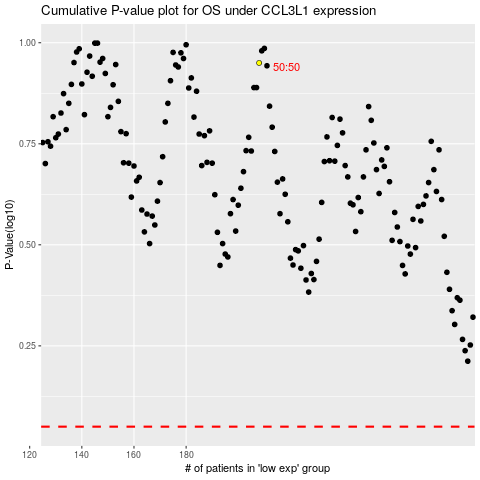 Cumulative P-value plot for OS under CCL3L1 expression
1.00
50:50
0.75
P-Value(log10)
0.50
0.25
120 140 160 180
# of patients in 'low exp' group